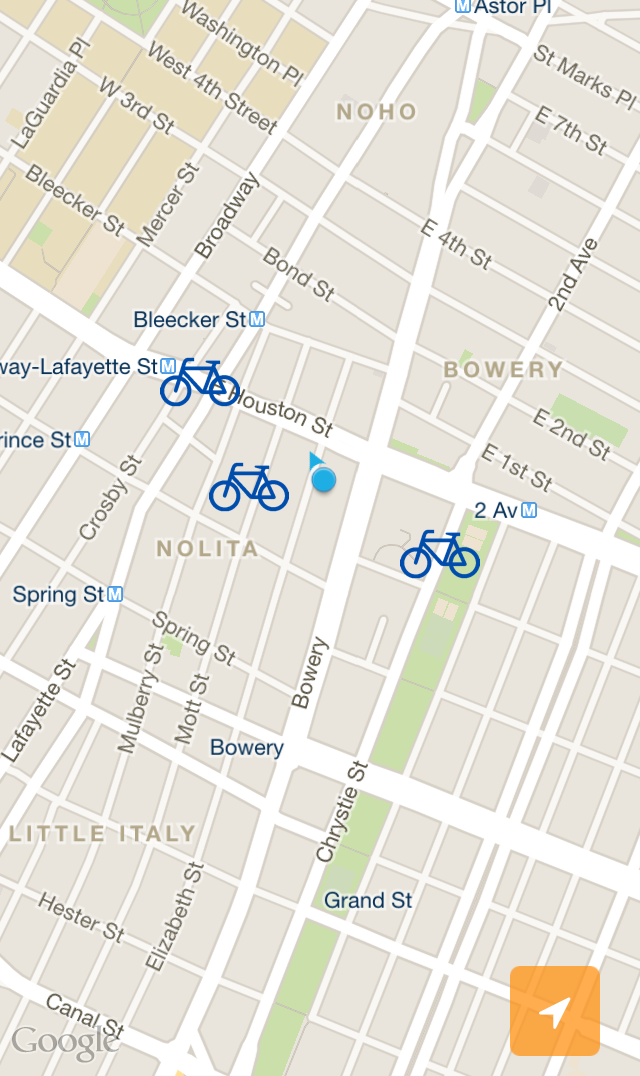 Astor Pl
Washington Pl
St Marks Pl
West 4th Street
LaGuardia Pl
W 3rd St
NOHO
E 7th St
Bleecker St
Mercer St
Broadway
E 4th St
2nd Ave
Bond St
Bleecker St
way-Lafayette St
BOWERY
Houston St
E 2nd St
rince St
E 1st St
Crosby St
2 Av
NOLITA
Spring St
Spring St
Bowery
Mulberry St
Mott St
Lafayette St
Bowery
Chrystie St
LITTLE ITALY
Grand St
Elizabeth St
Hester St
Canal St
Google